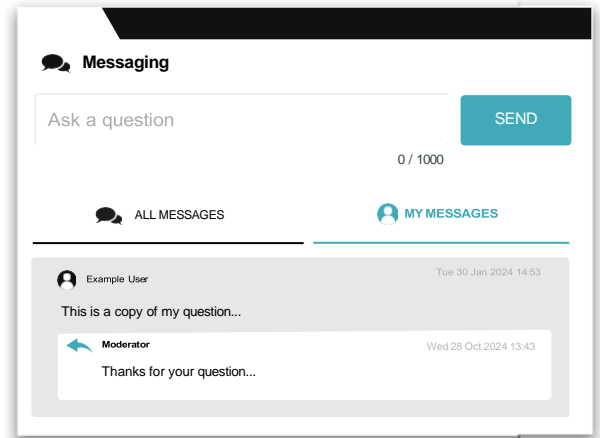 Messaging
Ask a question
SEND
0 / 1000
ALL MESSAGES
MY MESSAGES
Example User
Tue 30 Jan 2024 14:53
This is a copy of my question...
Moderator
Wed 28 Oct 2024 13:43
Thanks for your question...